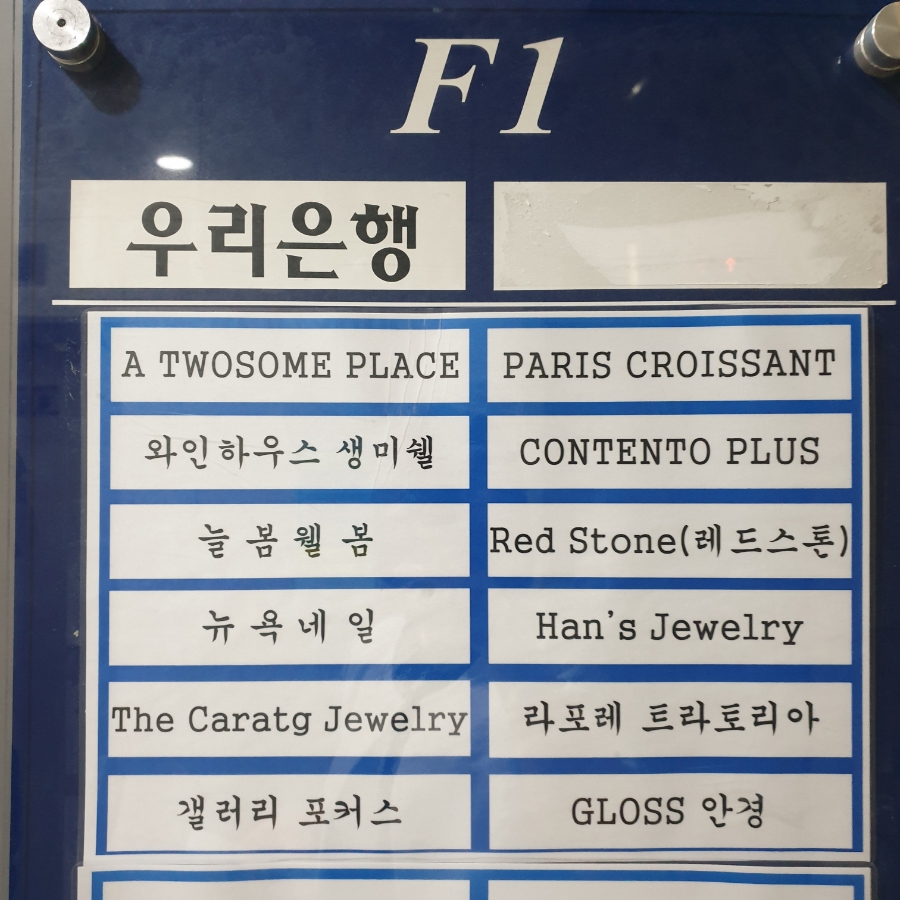 F1
우리은행
A TWOSOME PLACE
PARIS CROISSANT
와인하우스 생미쉘
CONTENTO PLUS
늘 봄웰 봄
Red Stone(레드스톤)
뉴욕네일
Han's Jewelry
The Caratg Jewelry
라포레 트라토리아
갤러리 포커스
GLOSS 안경